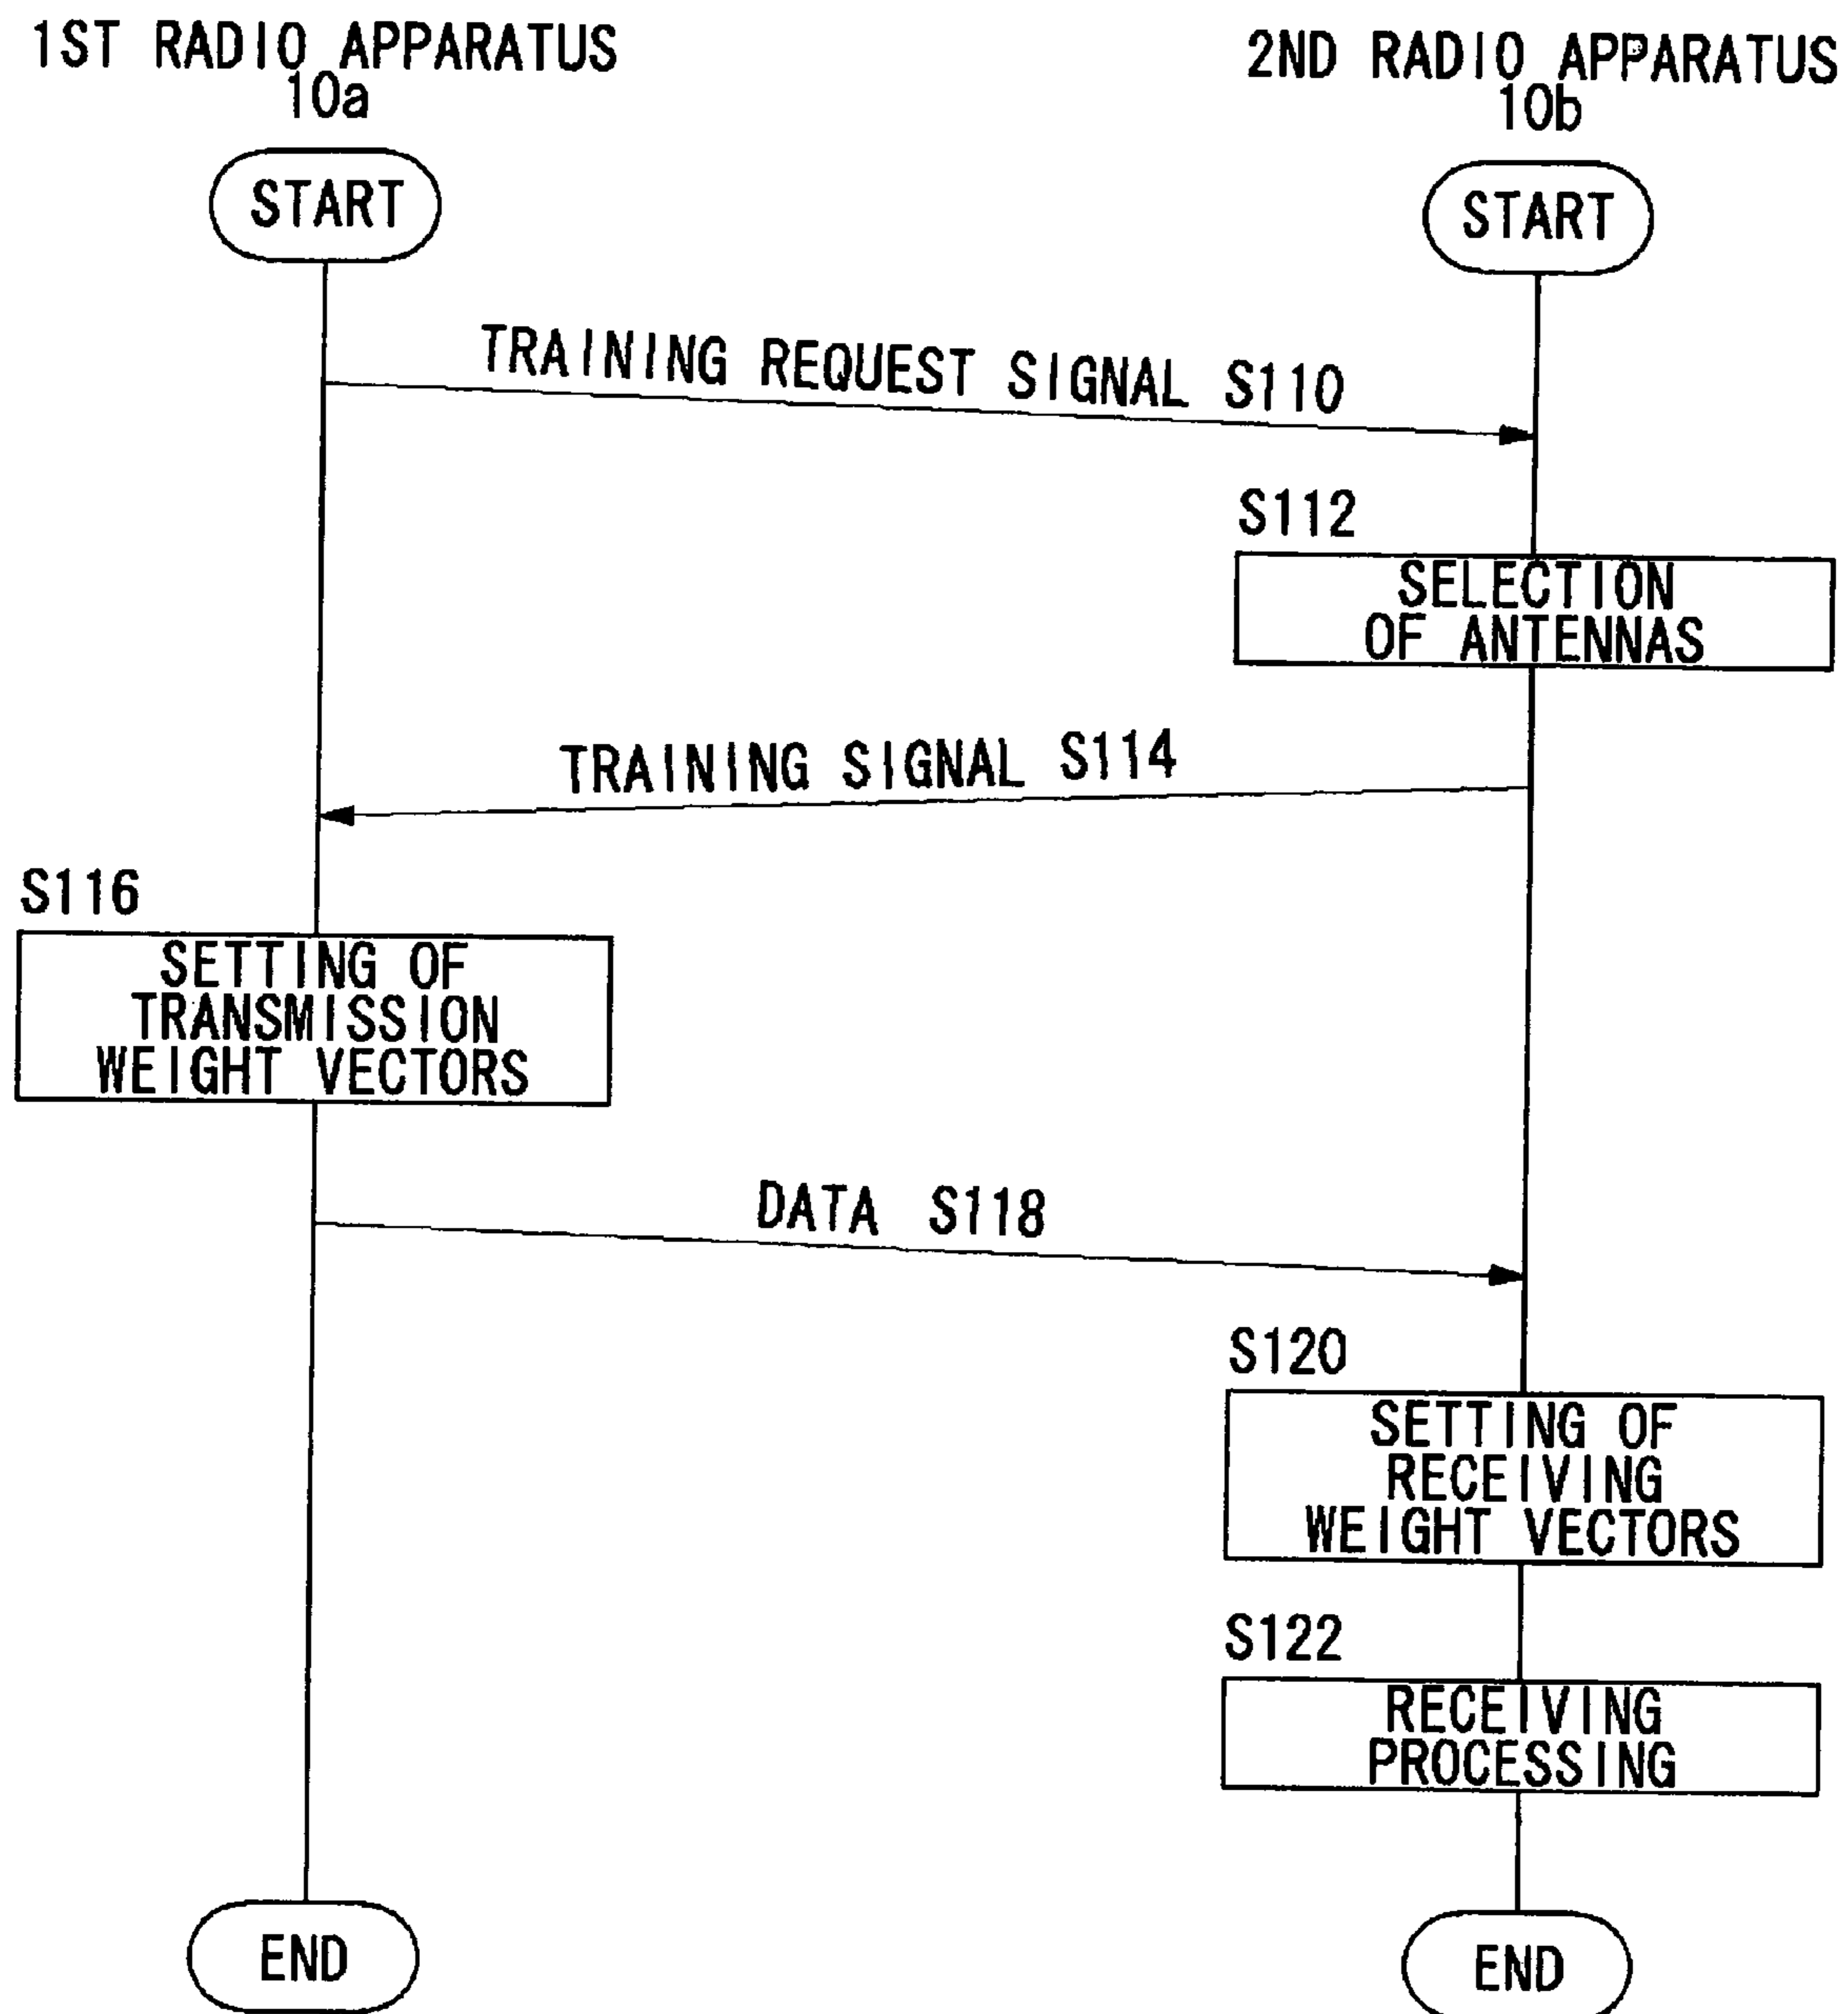 1ST RADIO APPARATUS
10a
2ND RADIO APPARATUS
10b
START
START
TRAINING REQUEST SIGNAL S110
S112
SELECTION
OF ANTENNAS
TRAINING SIGNAL S114
S116
SETTING OF
TRANSMISSION
WEIGHT VECTORS
DATA S118
S120
SETTING OF
RECEIVING
WEIGHT VECTORS
S122
RECEIVING
PROCESSING
END
END